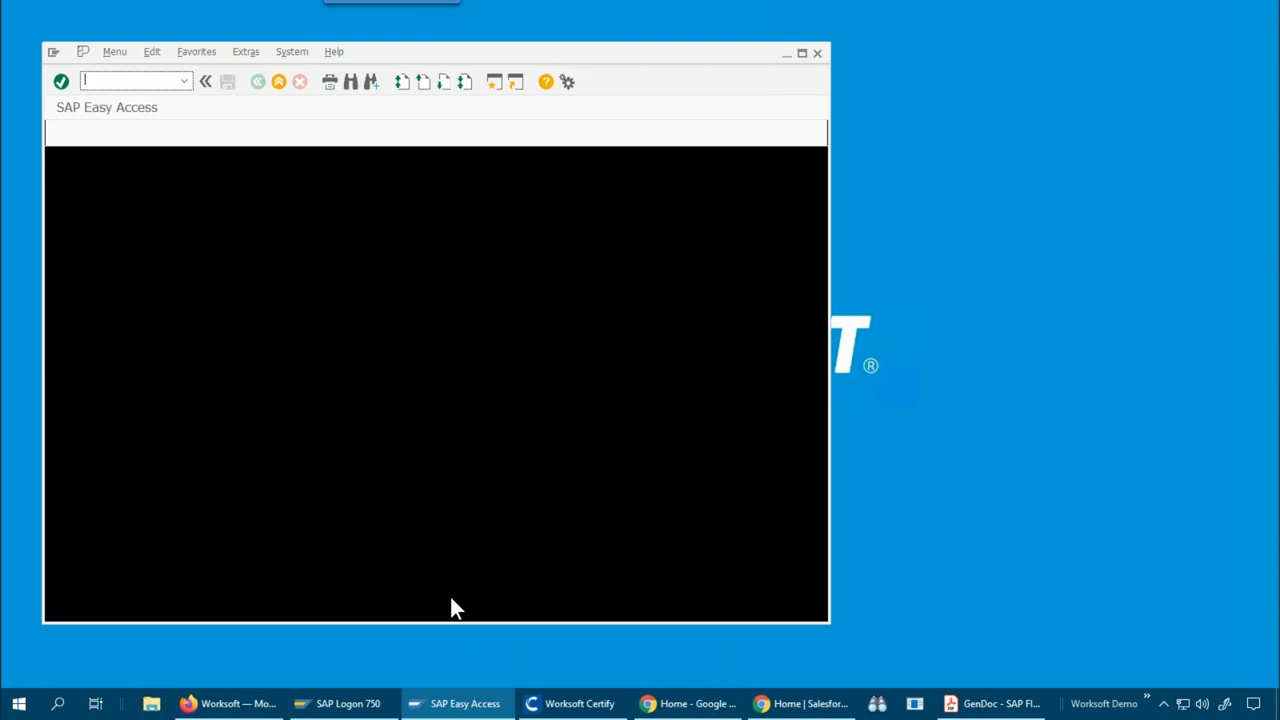 Menu Edit Favorites Extras System Help
SAP Easy Access
T®
Worksoft — Mo... SAP Logon 750 SAP Easy Access Worksoft Certify Home - Google ... Home | Salesfor... GenDoc - SAP Fl... Worksoft Demo